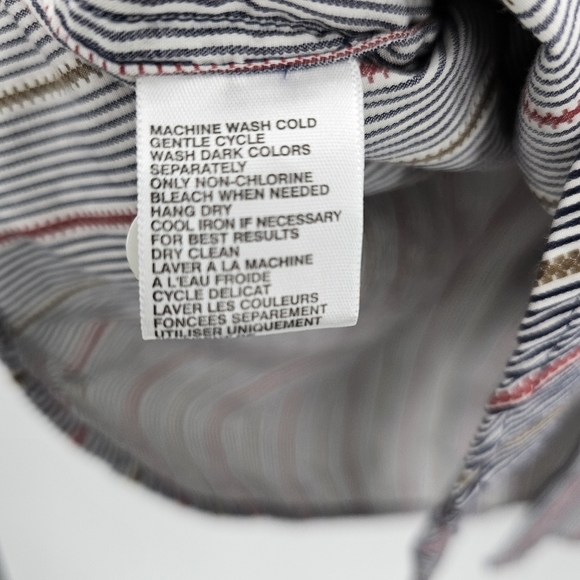 MACHINE WASH COLD
GENTLE CYCLE
WASH DARK COLORS
SEPARATELY
ONLY NON-CHLORINE
BLEACH WHEN NEEDED
HANG DRY
COOL IRON IF NECESSARY
FOR BEST RESULTS
DRY CLEAN
LAVER A LA MACHINE
A L'EAU FROIDE
CYCLE DELICAT
LAVER LES COULEURS
FONCEES SEPAREMENT
UTILISER UNIQUEMENT